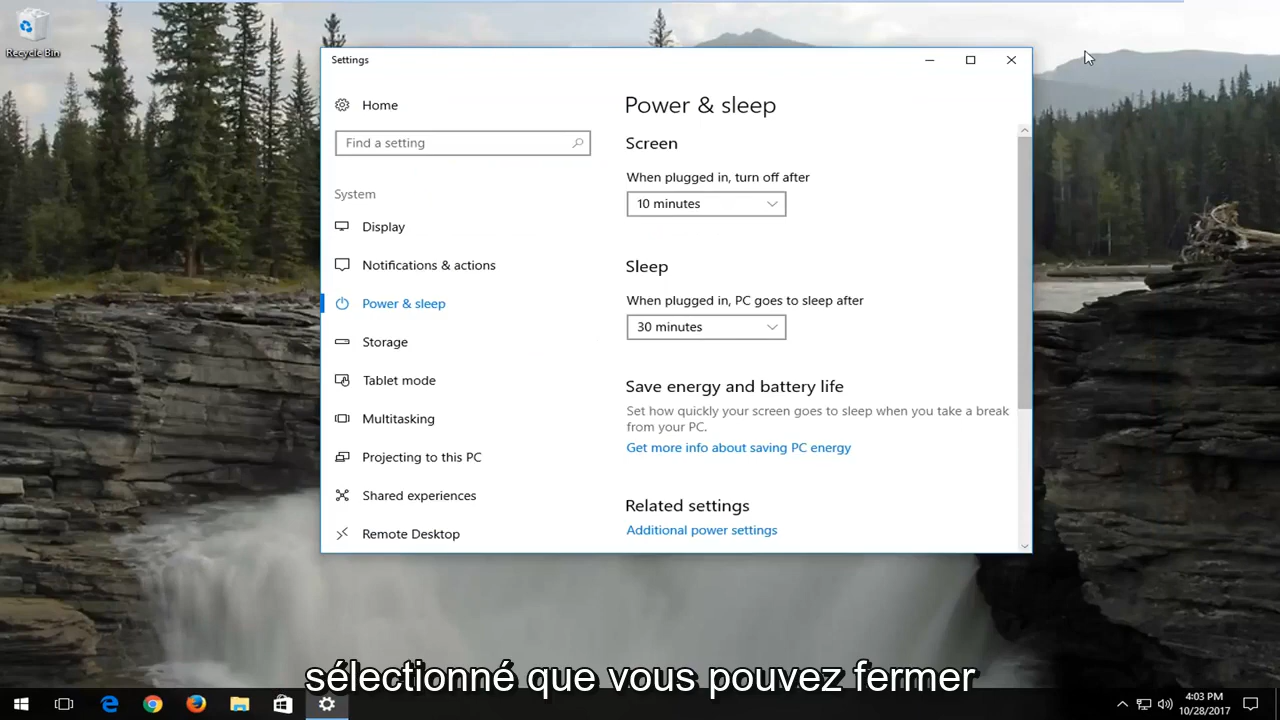 Recycle Bin
Settings
Home
Find a setting
System
Display
Notifications & actions
Power & sleep
Storage
Tablet mode
Multitasking
Projecting to this PC
Shared experiences
Remote Desktop
Power & sleep
Screen
When plugged in, turn off after
10 minutes
Sleep
When plugged in, PC goes to sleep after
30 minutes
Save energy and battery life
Set how quickly your screen goes to sleep when you take a break
from your PC.
Get more info about saving PC energy
Related settings
Additional power settings
sélectionné que vous pouvez fermer
4:03 PM
10/28/2017